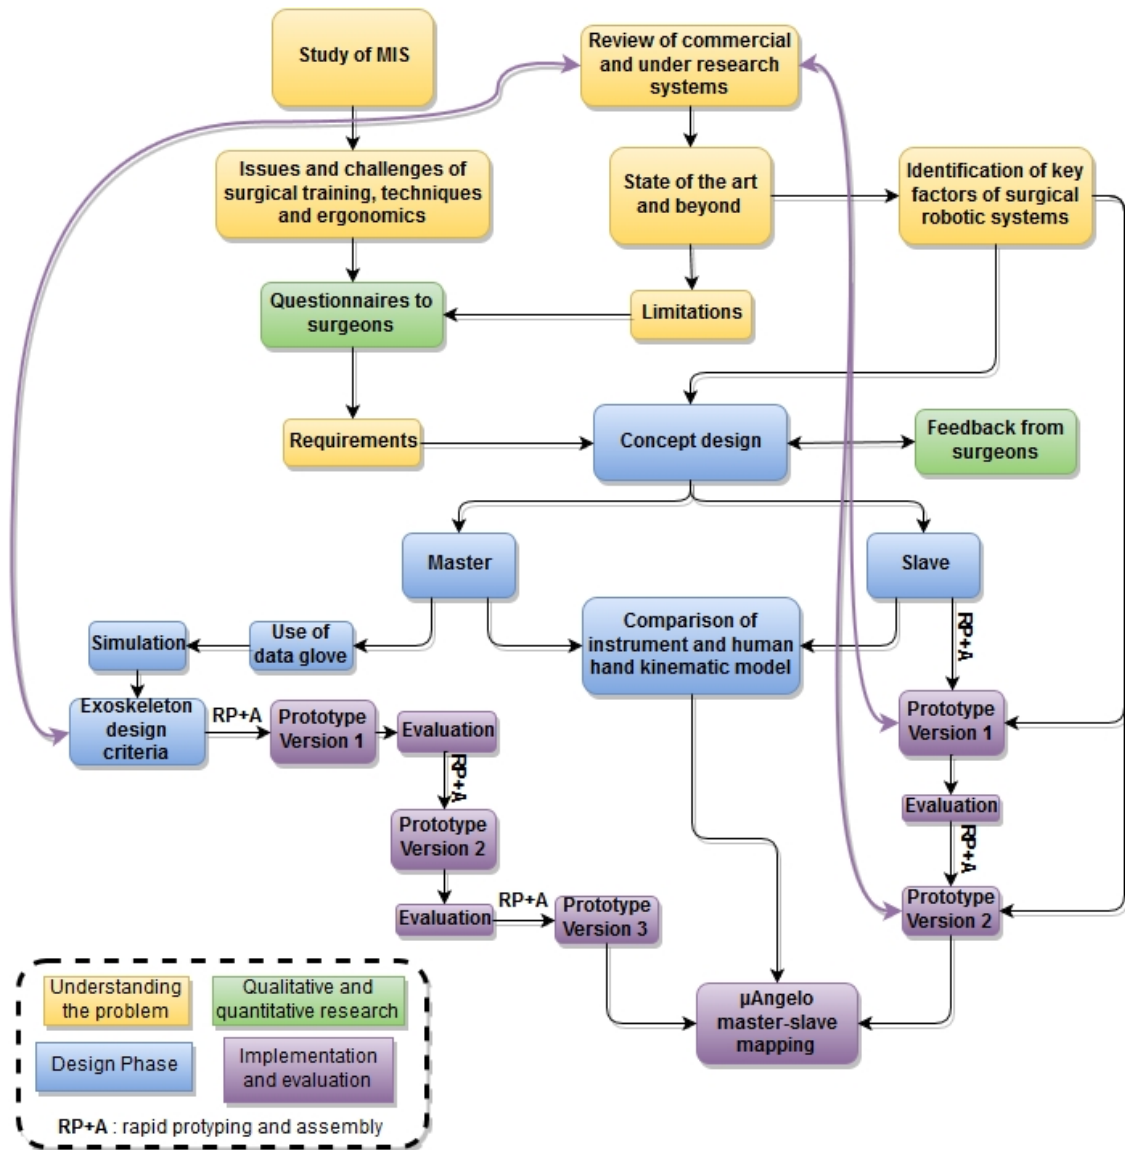 Study of MIS
Review of commercial
and under research
systems
Issues and challenges of
surgical training, techniques
and ergonomics
State of the art
and beyond
Identification of key
factors of surgical
robotic systems
Questionnaires to
surgeons
Limitations
Requirements
Concept design
Feedback from
surgeons
Master
Slave
Simulation
Use of
data glove
Comparison of
instrument and human
hand kinematic model
RP+A
Exoskeleton
design
criteria
RP+A
Prototype
Version 1
Evaluation
Prototype
Version 1
RP+A
Evaluation
Prototype
Version 2
RP+A
Evaluation
RP+A
Prototype
Version 3
Prototype
Version 2
µAngelo
master-slave
mapping
Understanding
the problem
Qualitative and
quantitative research
Design Phase
Implementation
and evaluation
RP+A : rapid protyping and assembly